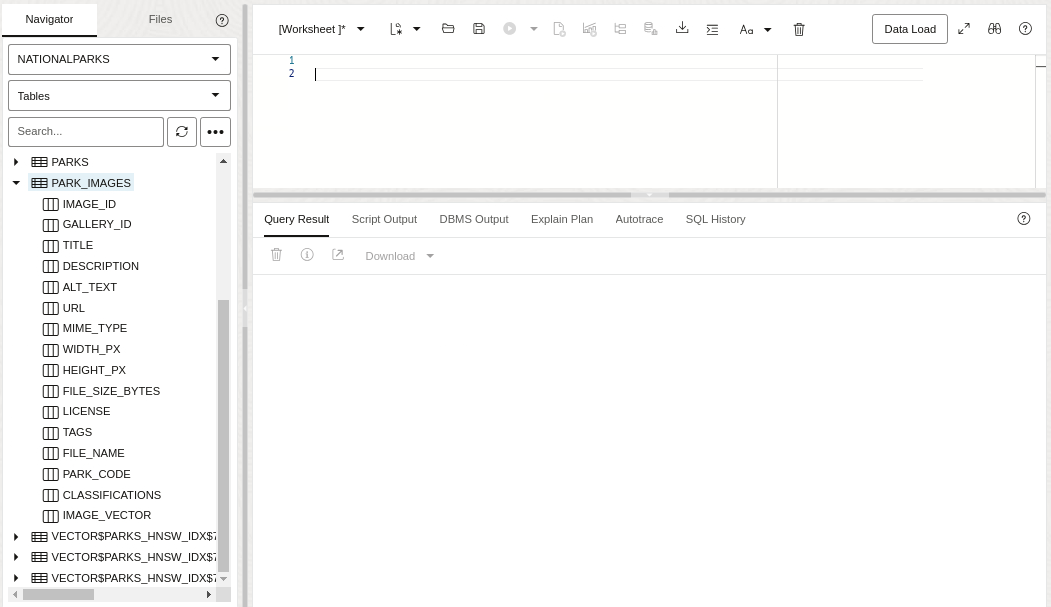 Navigator Files
NATIONALPARKS
Tables
Search...
PARKS
PARK_IMAGES
IMAGE_ID
GALLERY_ID
TITLE
DESCRIPTION
ALT_TEXT
URL
MIME_TYPE
WIDTH_PX
HEIGHT_PX
FILE_SIZE_BYTES
LICENSE
TAGS
FILE_NAME
PARK_CODE
CLASSIFICATIONS
IMAGE_VECTOR
VECTOR$PARKS_HNSW_IDX$7
VECTOR$PARKS_HNSW_IDX$7
VECTOR$PARKS_HNSW_IDX$7
[Worksheet ]* Aa Data Load
1
2
Query Result Script Output DBMS Output Explain Plan Autotrace SQL History
Download